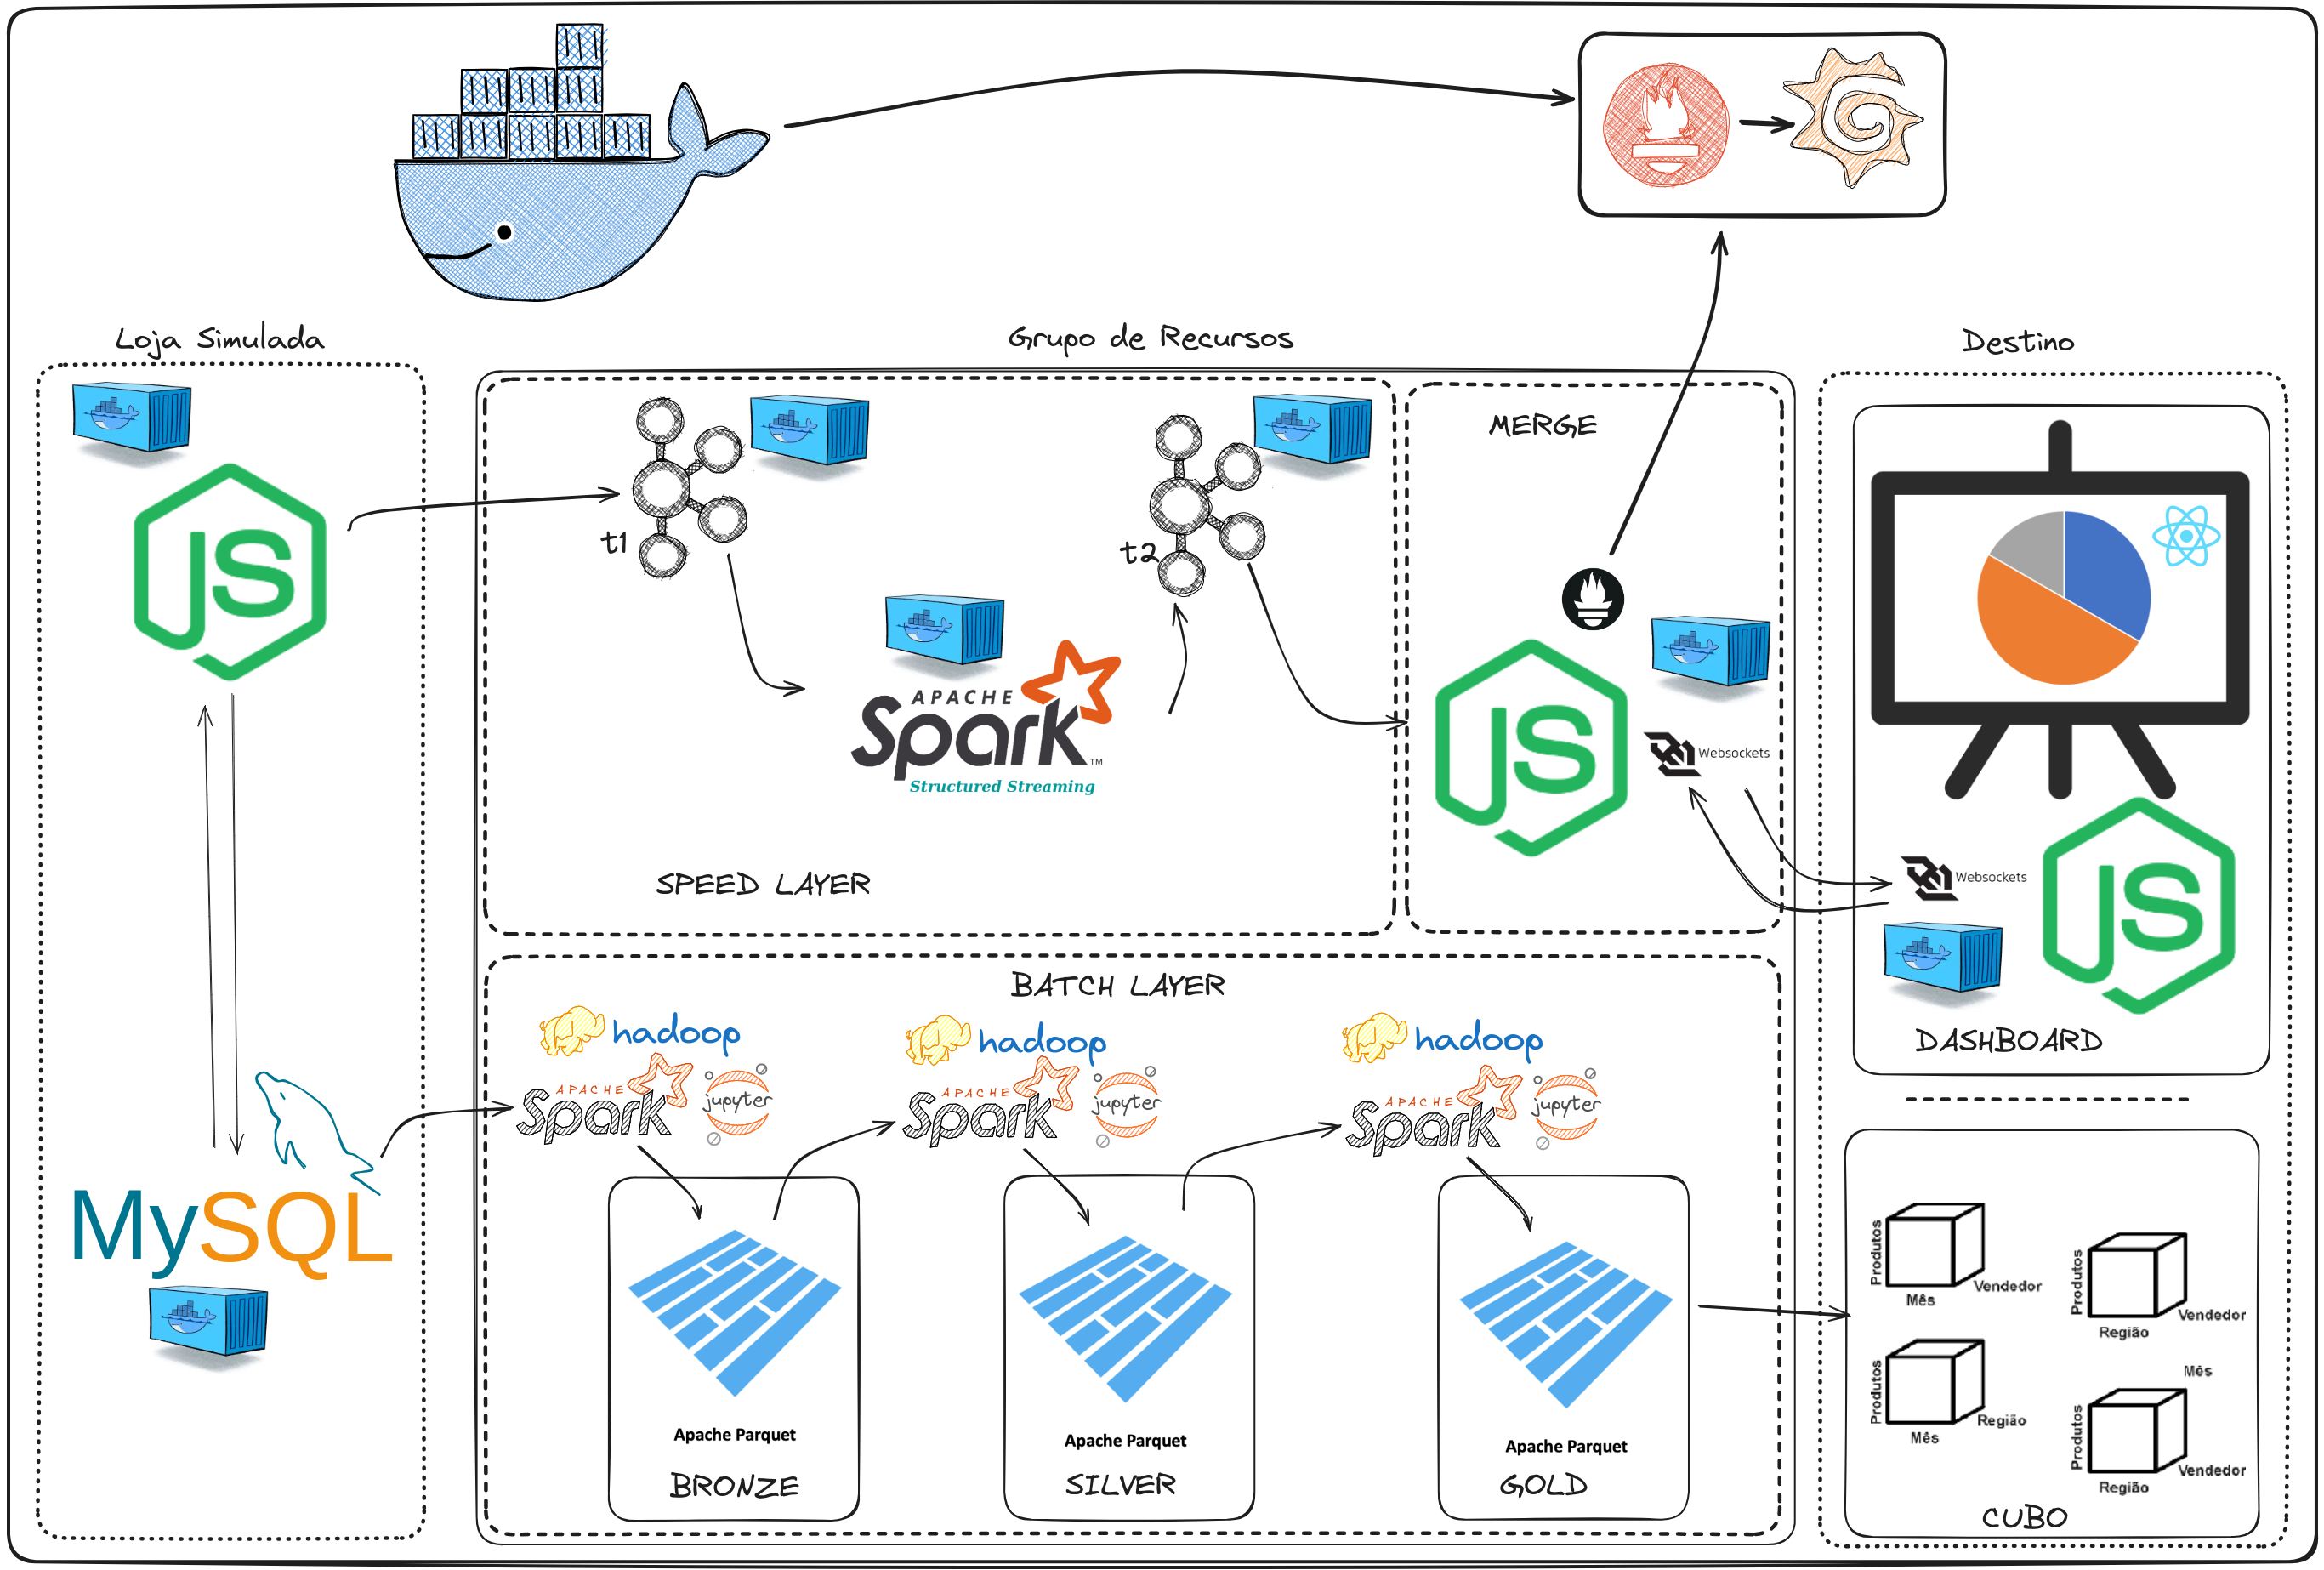 Loja Simulada
Grupo de Recursos
Destino
JS
t1
t2
APACHE
Spark™
Structured Streaming
SPEED LAYER
MERGE
JS
Websockets
Websockets
JS
DASHBOARD
MySQL
BATCH LAYER
hadoop
APACHE
Spark
jupyter
hadoop
APACHE
Spark
jupyter
hadoop
APACHE
Spark
jupyter
Apache Parquet
BRONZE
Apache Parquet
SILVER
Apache Parquet
GOLD
Produtos
Mês
Vendedor
Produtos
Região
Vendedor
Produtos
Mês
Região
Produtos
Mês
Região
Vendedor
CUBO